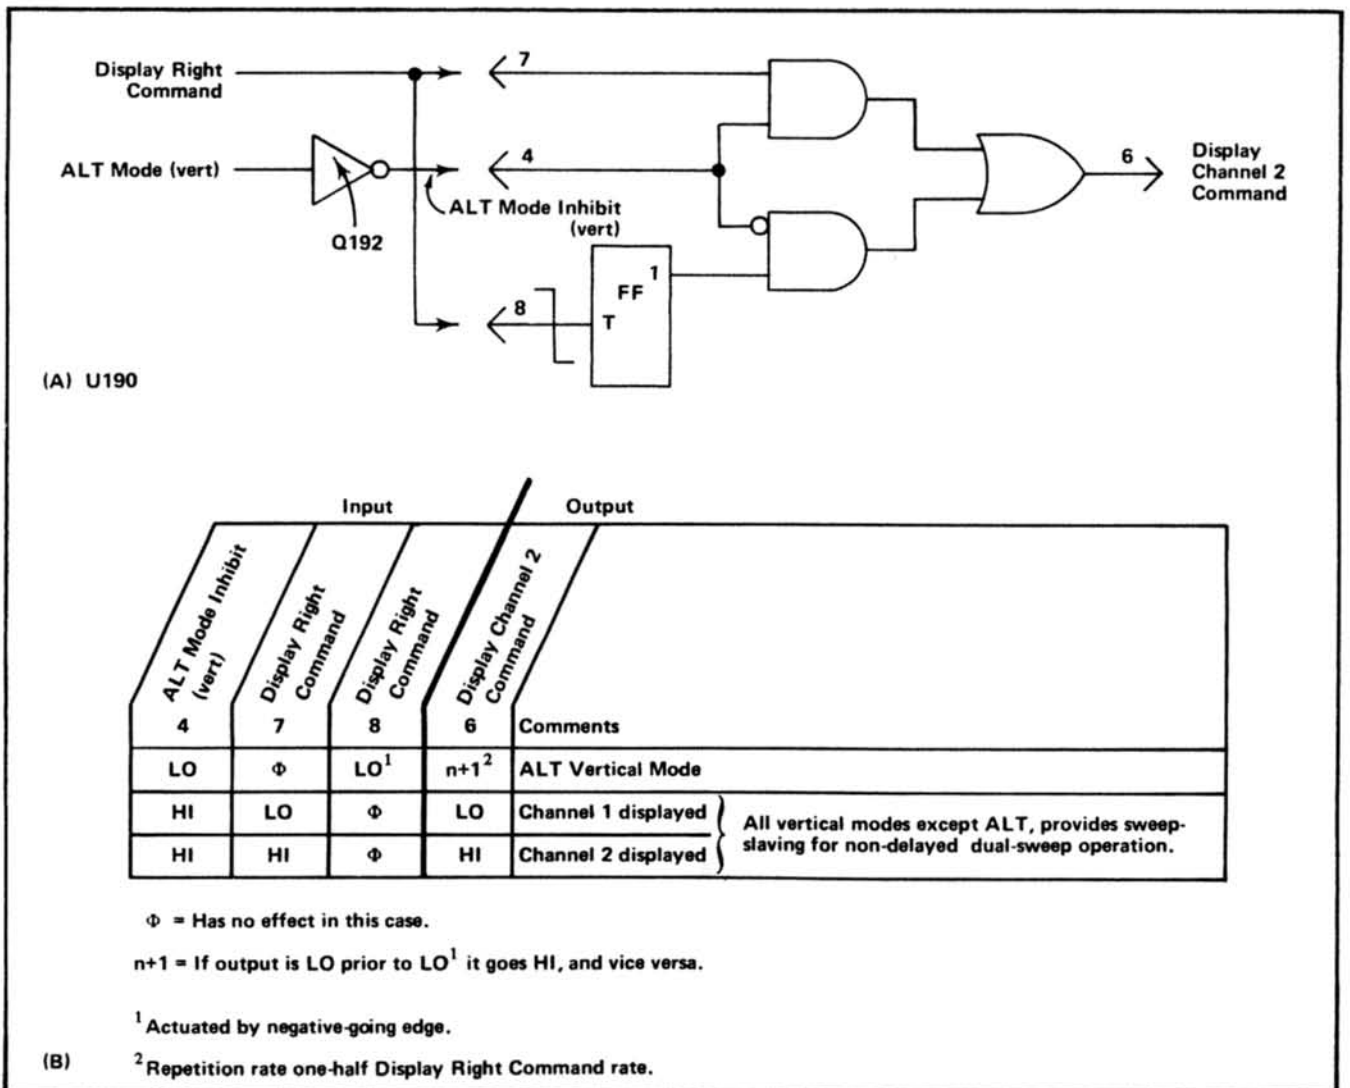 Display Right
Command
7
ALT Mode (vert)
4
ALT Mode Inhibit
(vert)
Q192
6
Display
Channel 2
Command
1
FF
T
8
(A) U190
Input
Output
ALT Mode Inhibit
(vert)
Display Right
Command
Display Right
Command
Display Channel 2
Command
4 7 8 6 Comments
LO Φ LO¹ n+1² ALT Vertical Mode
HI LO Φ LO Channel 1 displayed
HI HI Φ HI Channel 2 displayed
All vertical modes except ALT, provides sweep-
slaving for non-delayed dual-sweep operation.
Φ = Has no effect in this case.
n+1 = If output is LO prior to LO¹ it goes HI, and vice versa.
¹Actuated by negative-going edge.
(B) ²Repetition rate one-half Display Right Command rate.